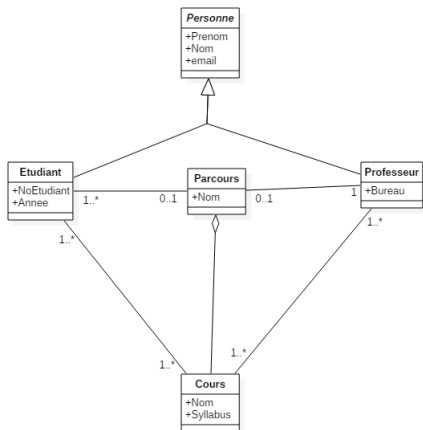 Personne
+Prenom
+Nom
+email
Etudiant
+NoEtudiant
+Annee
1..*
0..1
Parcours
+Nom
0..1
1
Professeur
+Bureau
1..*
1..*
1..*
1..*
Cours
+Nom
+Syllabus